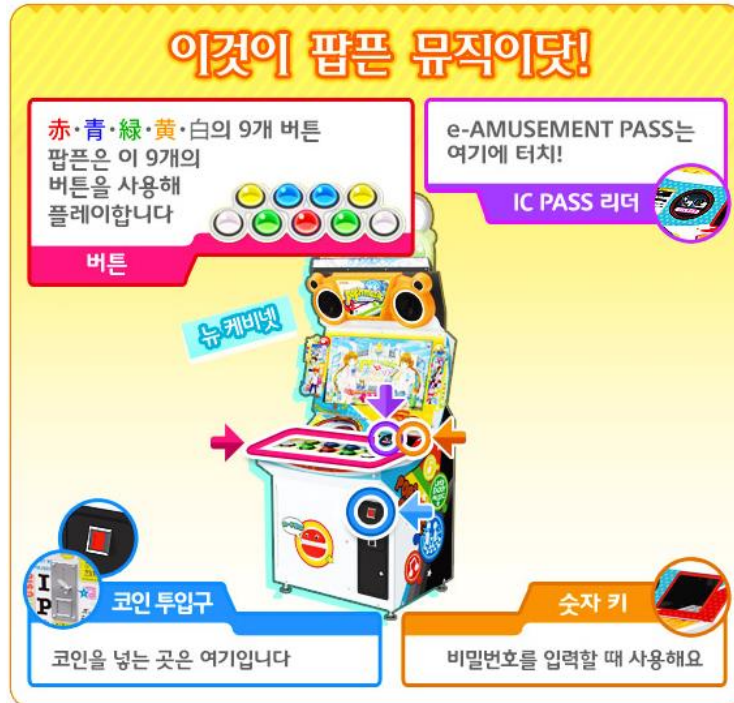 이것이 팝픈 뮤직이닷!
赤·青·緑·黄·白의 9개 버튼
팝픈은 이 9개의
버튼을 사용해
플레이합니다
버튼
e-AMUSEMENT PASS는
여기에 터치!
IC PASS 리더
뉴 케비넷
코인 투입구
코인을 넣는 곳은 여기입니다
숫자 키
비밀번호를 입력할 때 사용해요